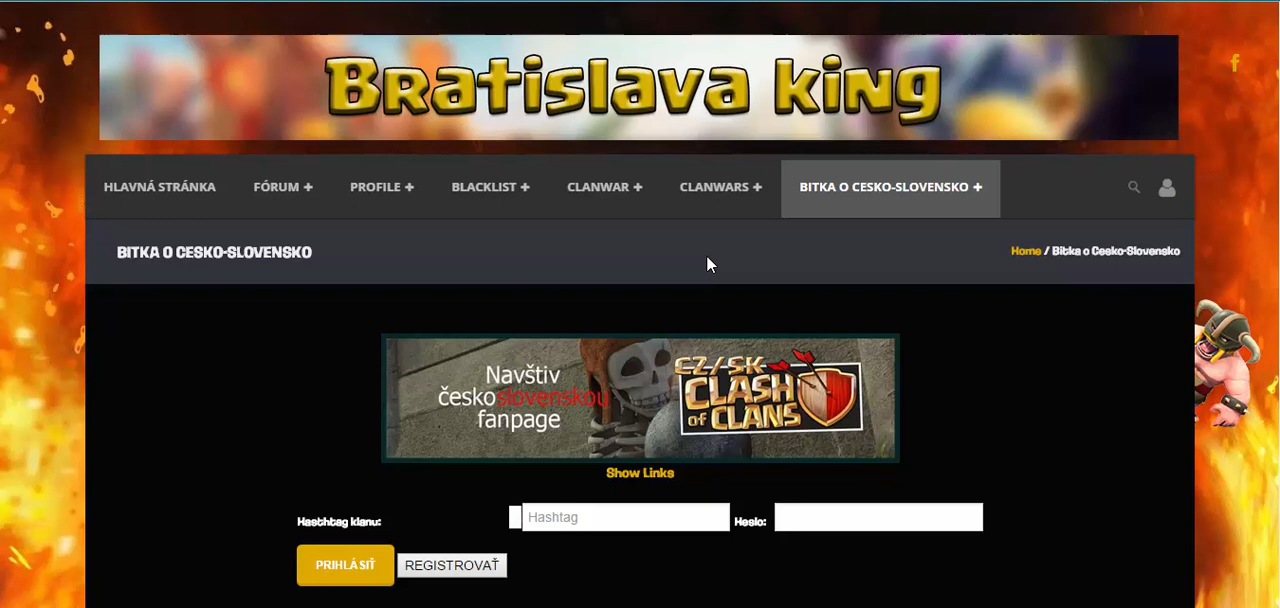 Bratislava king
f
HLAVNÁ STRÁNKA FÓRUM + PROFILE + BLACKLIST + CLANWAR + CLANWARS + BITKA O CESKO-SLOVENSKO +
BITKA O CESKO-SLOVENSKO
Home / Bitka o Cesko-Slovensko
Navštiv
československou
fanpage
CZ/SK
CLASH
OF CLANS
Show Links
Hasthtag klanu: Hashtag Heslo:
PRIHLÁSIŤ REGISTROVAŤ